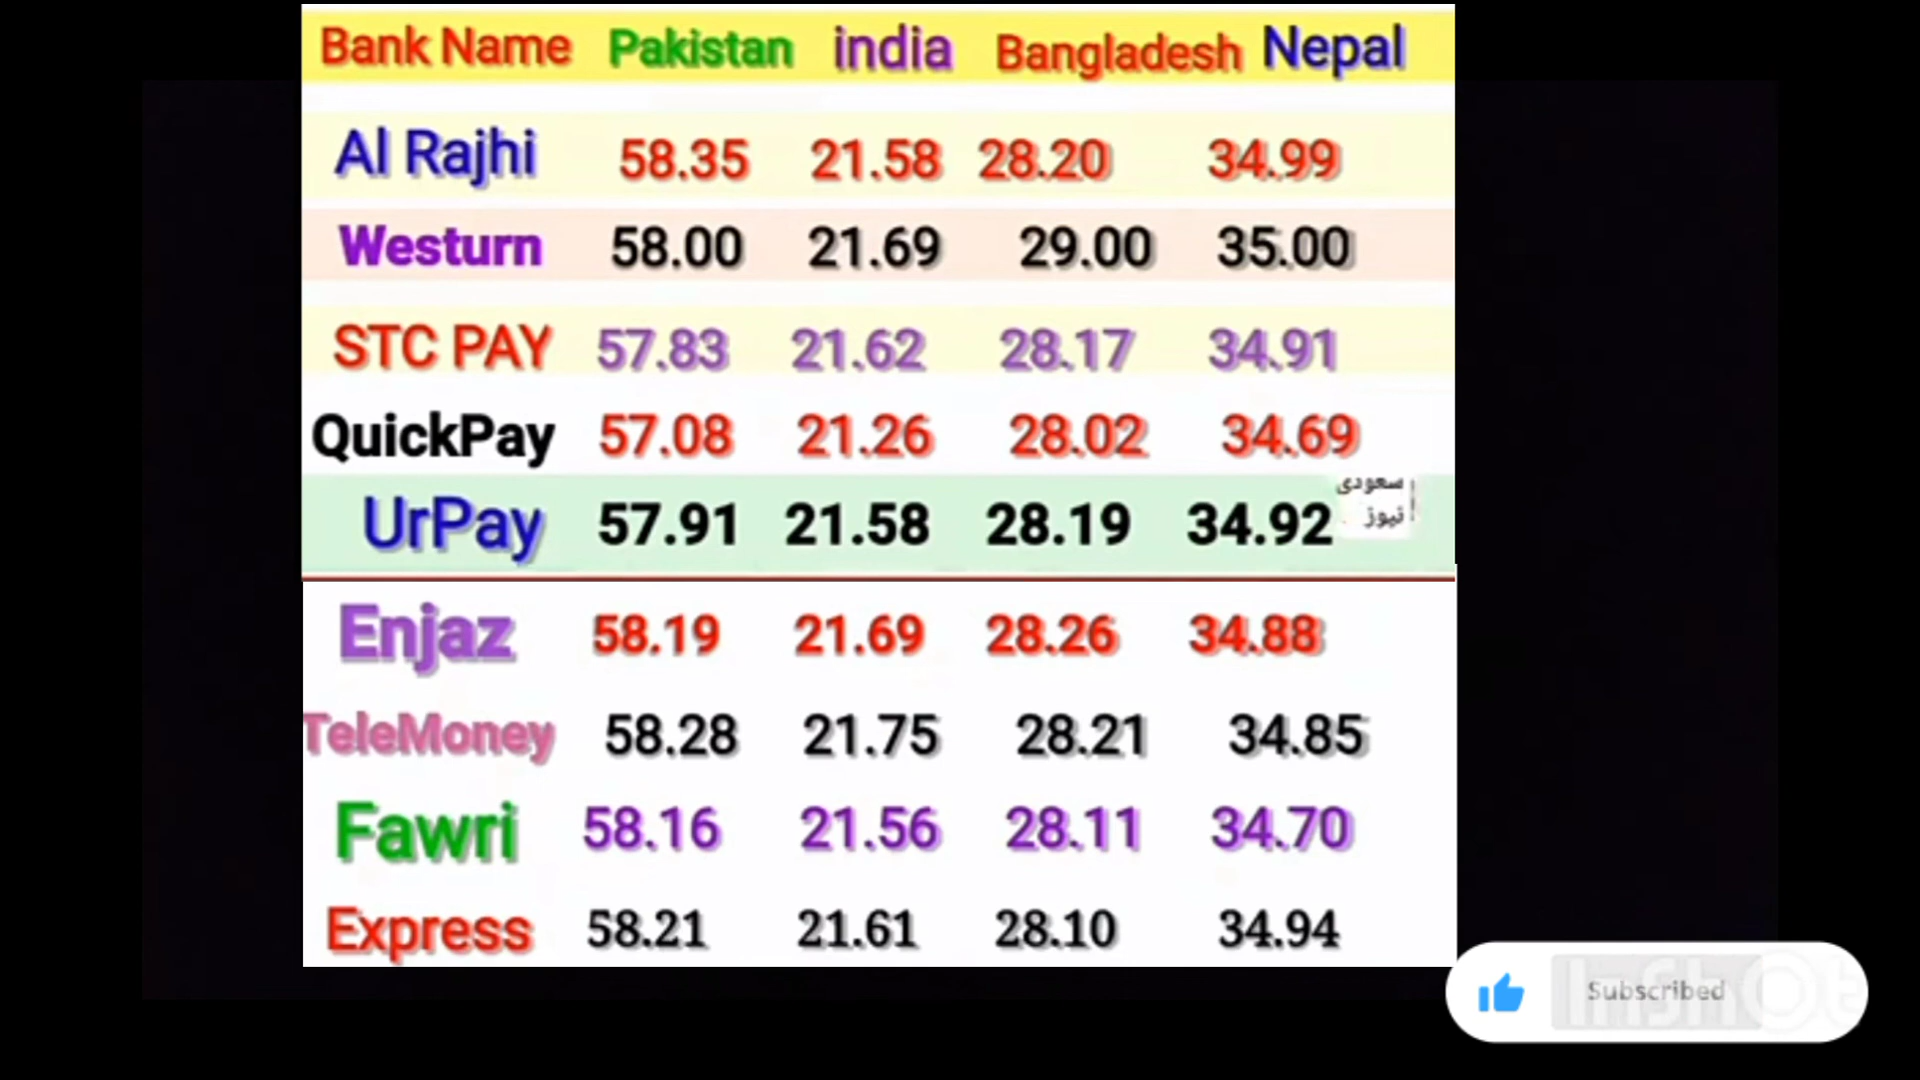 Bank Name Pakistan india Bangladesh Nepal
Al Rajhi 58.35 21.58 28.20 34.99
Westurn 58.00 21.69 29.00 35.00
STC PAY 57.83 21.62 28.17 34.91
QuickPay 57.08 21.26 28.02 34.69
UrPay 57.91 21.58 28.19 34.92
سعودی
نیوز
Enjaz 58.19 21.69 28.26 34.88
TeleMoney 58.28 21.75 28.21 34.85
Fawri 58.16 21.56 28.11 34.70
Express 58.21 21.61 28.10 34.94
Subscribed
InShOt